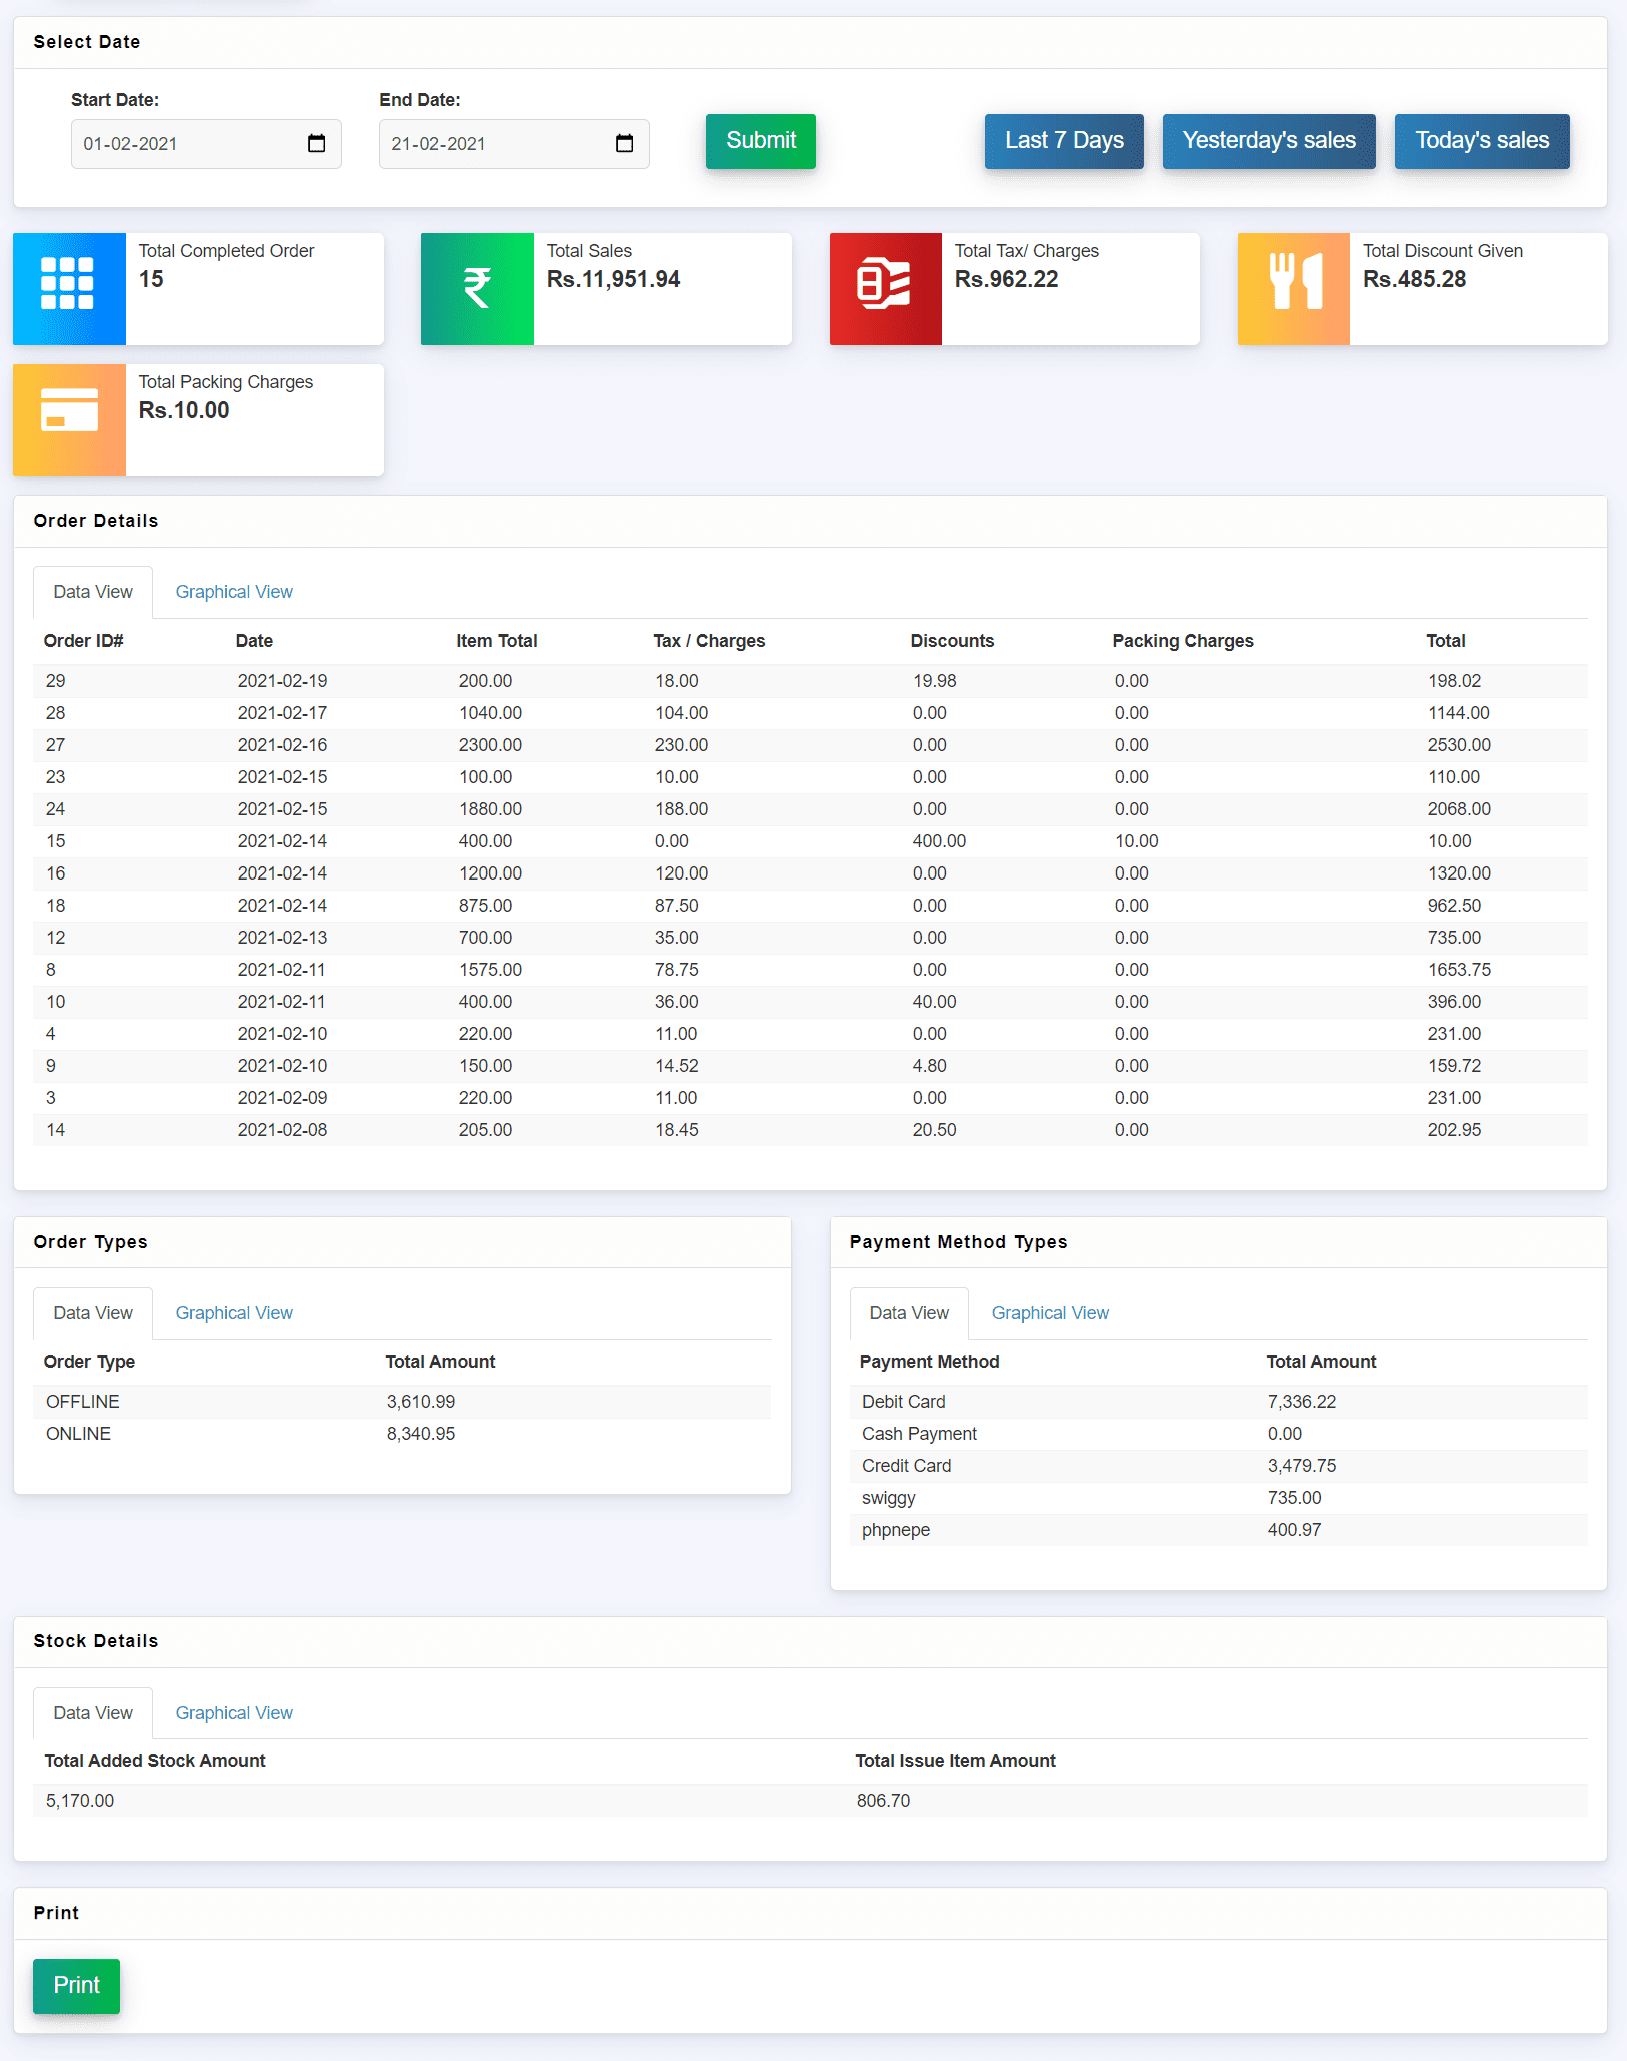 Select Date
Start Date: End Date:
01-02-2021 21-02-2021 Submit Last 7 Days Yesterday's sales Today's sales
Total Completed Order
15
₹
Total Sales
Rs.11,951.94
Total Tax/ Charges
Rs.962.22
Total Discount Given
Rs.485.28
Total Packing Charges
Rs.10.00
Order Details
Data View Graphical View
Order ID# Date Item Total Tax / Charges Discounts Packing Charges Total
29 2021-02-19 200.00 18.00 19.98 0.00 198.02
28 2021-02-17 1040.00 104.00 0.00 0.00 1144.00
27 2021-02-16 2300.00 230.00 0.00 0.00 2530.00
23 2021-02-15 100.00 10.00 0.00 0.00 110.00
24 2021-02-15 1880.00 188.00 0.00 0.00 2068.00
15 2021-02-14 400.00 0.00 400.00 10.00 10.00
16 2021-02-14 1200.00 120.00 0.00 0.00 1320.00
18 2021-02-14 875.00 87.50 0.00 0.00 962.50
12 2021-02-13 700.00 35.00 0.00 0.00 735.00
8 2021-02-11 1575.00 78.75 0.00 0.00 1653.75
10 2021-02-11 400.00 36.00 40.00 0.00 396.00
4 2021-02-10 220.00 11.00 0.00 0.00 231.00
9 2021-02-10 150.00 14.52 4.80 0.00 159.72
3 2021-02-09 220.00 11.00 0.00 0.00 231.00
14 2021-02-08 205.00 18.45 20.50 0.00 202.95
Order Types
Data View Graphical View
Order Type Total Amount
OFFLINE 3,610.99
ONLINE 8,340.95
Payment Method Types
Data View Graphical View
Payment Method Total Amount
Debit Card 7,336.22
Cash Payment 0.00
Credit Card 3,479.75
swiggy 735.00
phpnepe 400.97
Stock Details
Data View Graphical View
Total Added Stock Amount Total Issue Item Amount
5,170.00 806.70
Print
Print